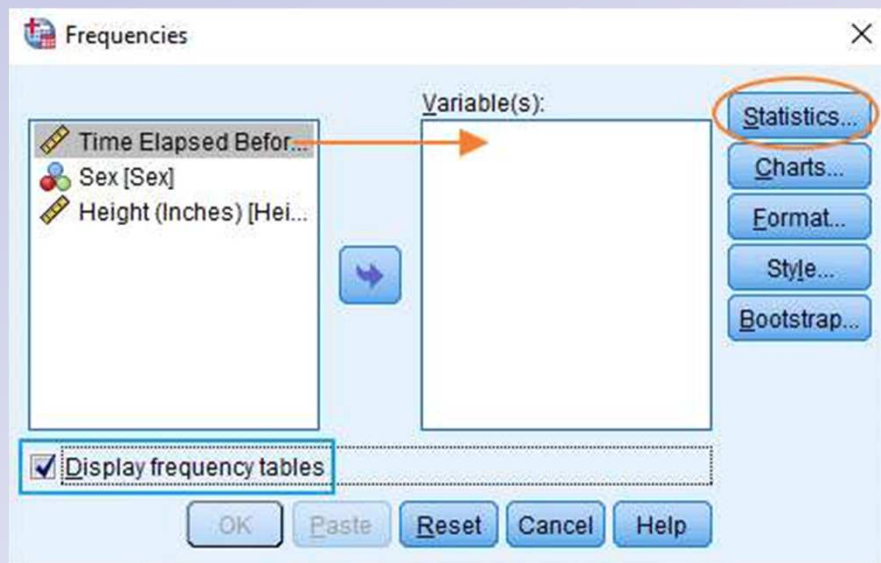 Frequencies
Variable(s):
Time Elapsed Befor...
Sex [Sex]
Height (Inches) [Hei...
Statistics...
Charts...
Format...
Style...
Bootstrap...
Display frequency tables
OK Paste Reset Cancel Help